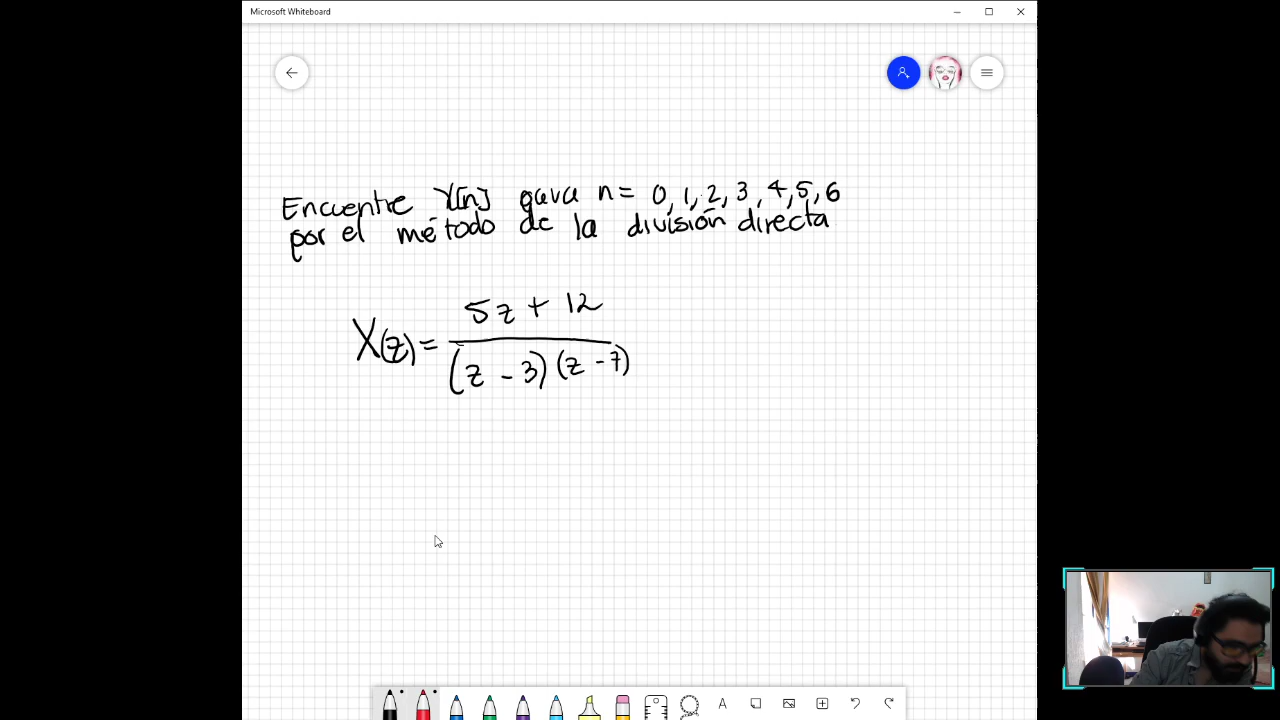 Microsoft Whiteboard
Encuentre X[n] para n = 0, 1, 2, 3, 4, 5, 6
por el método de la división directa
X(z) = 5z + 12
(z - 3)(z - 7)
A